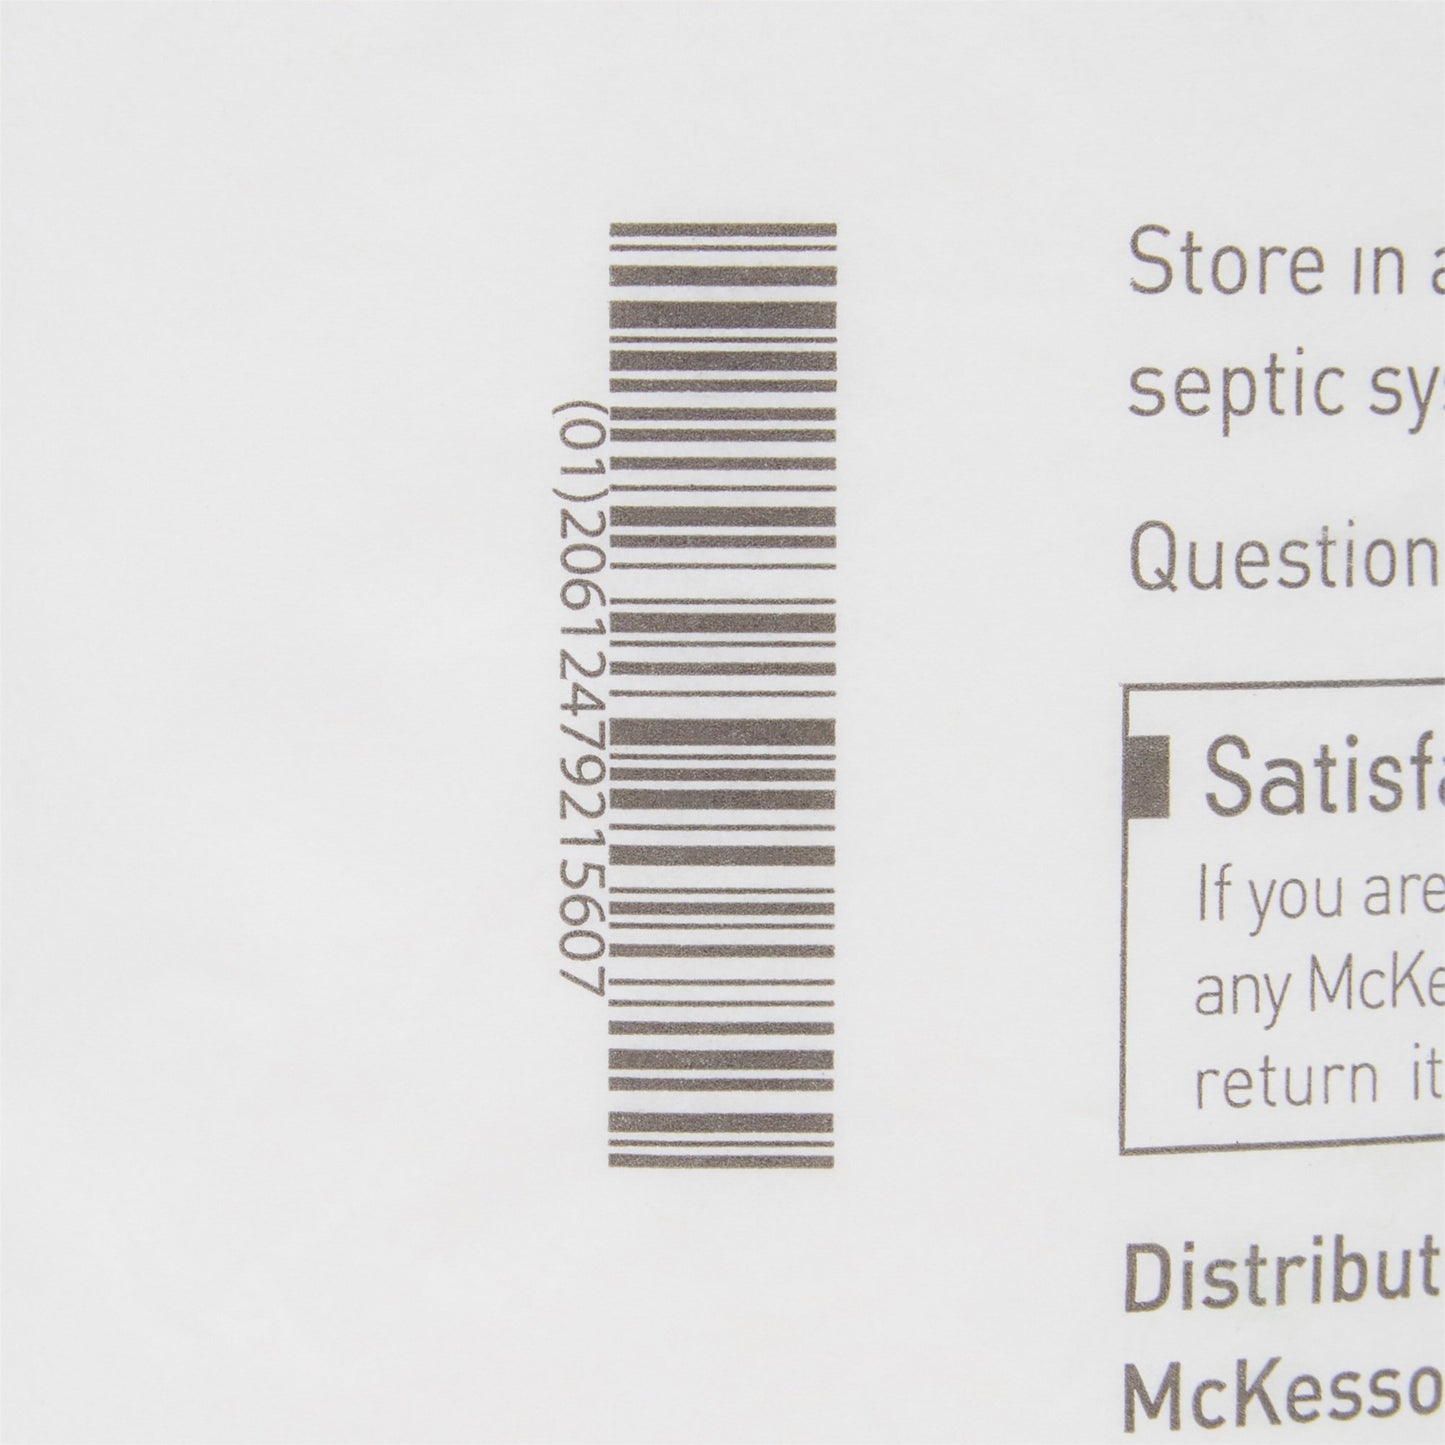 (01)20612479215607
Store in a
septic sys
Question
Satisfa
If you are
any McKe
return it
Distribut
McKesso